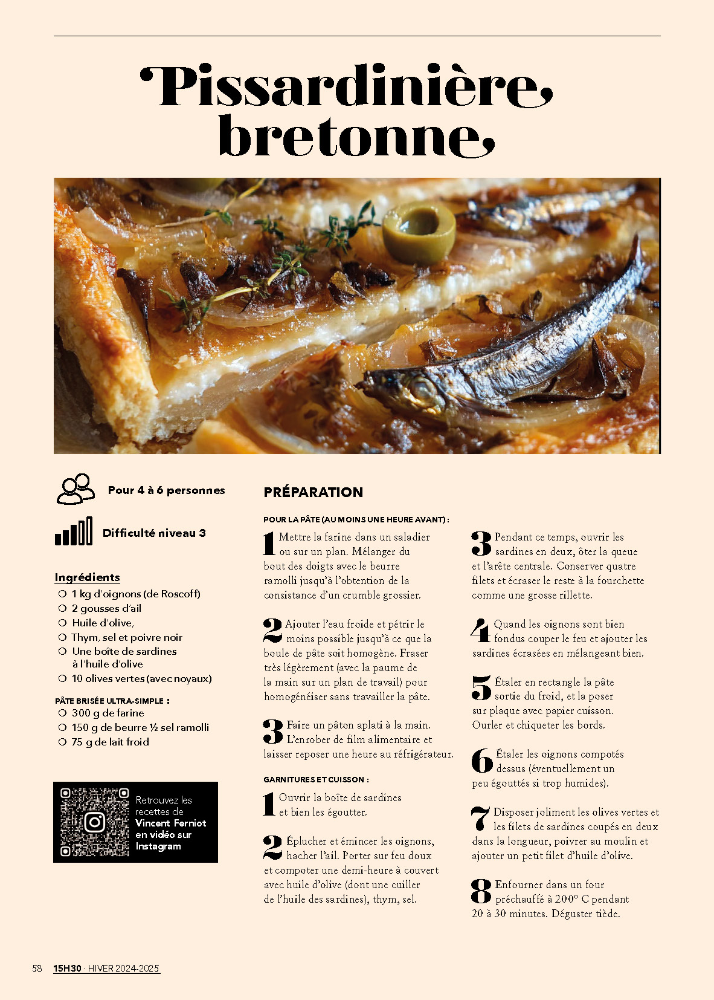 Pissardinière
bretonne
Pour 4 à 6 personnes
Difficulté niveau 3
Ingrédients
❍ 1 kg d'oignons (de Roscoff)
❍ 2 gousses d'ail
❍ Huile d'olive,
❍ Thym, sel et poivre noir
❍ Une boîte de sardines
à l'huile d'olive
❍ 10 olives vertes (avec noyaux)
PÂTE BRISÉE ULTRA-SIMPLE :
❍ 300 g de farine
❍ 150 g de beurre ½ sel ramolli
❍ 75 g de lait froid
Retrouvez les
recettes de
Vincent Ferniot
en vidéo sur
Instagram
PRÉPARATION
POUR LA PÂTE (AU MOINS UNE HEURE AVANT) :
1 Mettre la farine dans un saladier
ou sur un plan. Mélanger du
bout des doigts avec le beurre
ramolli jusqu'à l'obtention de la
consistance d'un crumble grossier.
2 Ajouter l'eau froide et pétrir le
moins possible jusqu'à ce que la
boule de pâte soit homogène. Fraser
très légèrement (avec la paume de
la main sur un plan de travail) pour
homogénéiser sans travailler la pâte.
3 Faire un pâton aplati à la main.
L'enrober de film alimentaire et
laisser reposer une heure au réfrigérateur.
GARNITURES ET CUISSON :
1 Ouvrir la boîte de sardines
et bien les égoutter.
2 Éplucher et émincer les oignons,
hacher l'ail. Porter sur feu doux
et compoter une demi-heure à couvert
avec huile d'olive (dont une cuiller
de l'huile des sardines), thym, sel.
3 Pendant ce temps, ouvrir les
sardines en deux, ôter la queue
et l'arête centrale. Conserver quatre
filets et écraser le reste à la fourchette
comme une grosse rillette.
4 Quand les oignons sont bien
fondus couper le feu et ajouter les
sardines écrasées en mélangeant bien.
5 Étaler en rectangle la pâte
sortie du froid, et la poser
sur plaque avec papier cuisson.
Ourler et chiqueter les bords.
6 Étaler les oignons compotés
dessus (éventuellement un
peu égouttés si trop humides).
7 Disposer joliment les olives vertes et
les filets de sardines coupés en deux
dans la longueur, poivrer au moulin et
ajouter un petit filet d'huile d'olive.
8 Enfourner dans un four
préchauffé à 200° C pendant
20 à 30 minutes. Déguster tiède.
58 15H30 · HIVER 2024-2025